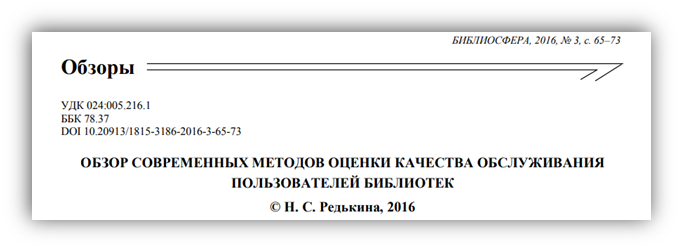 БИБЛИОСФЕРА, 2016, № 3, с. 65–73
Обзоры
УДК 024:005.216.1
ББК 78.37
DOI 10.20913/1815-3186-2016-3-65-73
ОБЗОР СОВРЕМЕННЫХ МЕТОДОВ ОЦЕНКИ КАЧЕСТВА ОБСЛУЖИВАНИЯ
ПОЛЬЗОВАТЕЛЕЙ БИБЛИОТЕК
© Н. С. Редькина, 2016